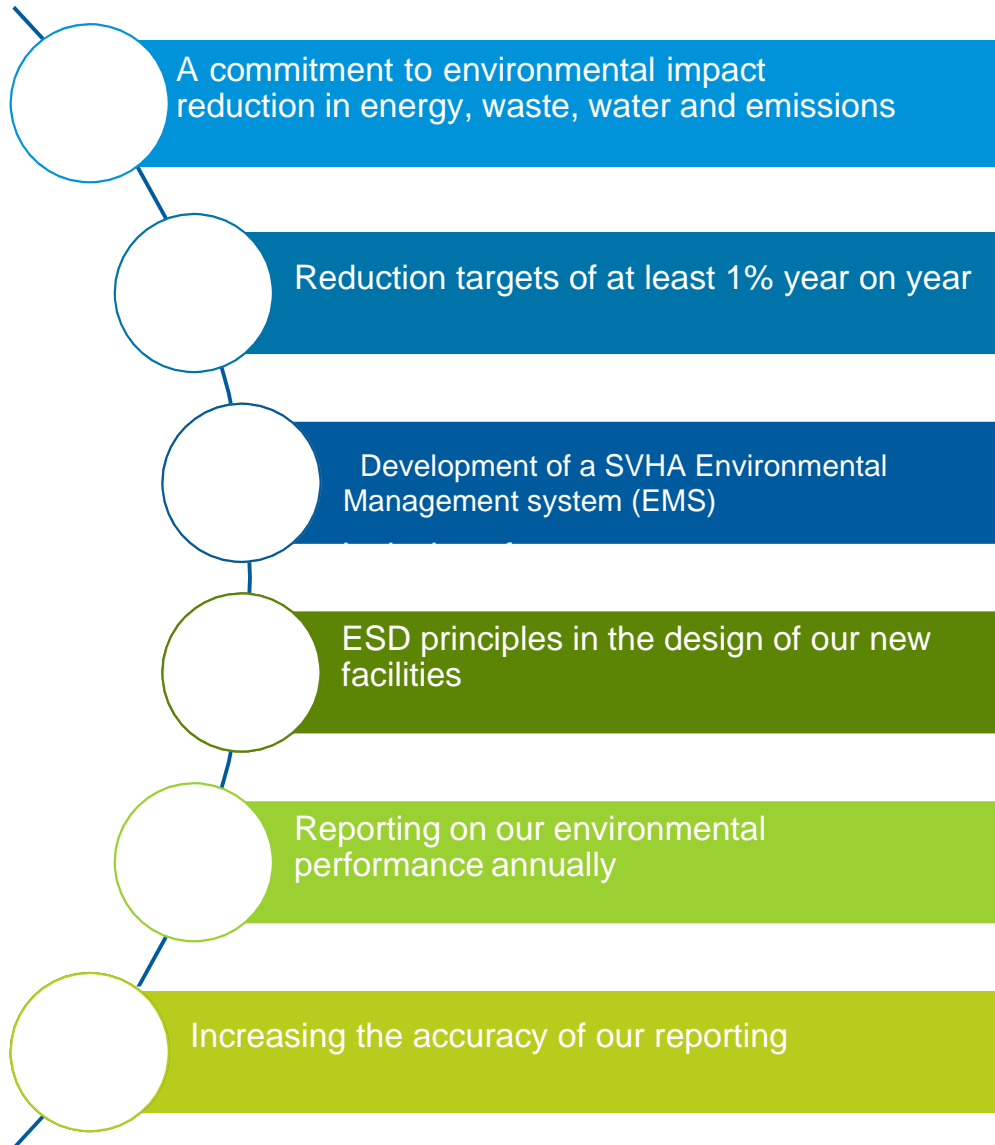 A commitment to environmental impact
reduction in energy, waste, water and emissions
Reduction targets of at least 1% year on year
Development of a SVHA Environmental
Management system (EMS)
ESD principles in the design of our new
facilities
Reporting on our environmental
performance annually
Increasing the accuracy of our reporting